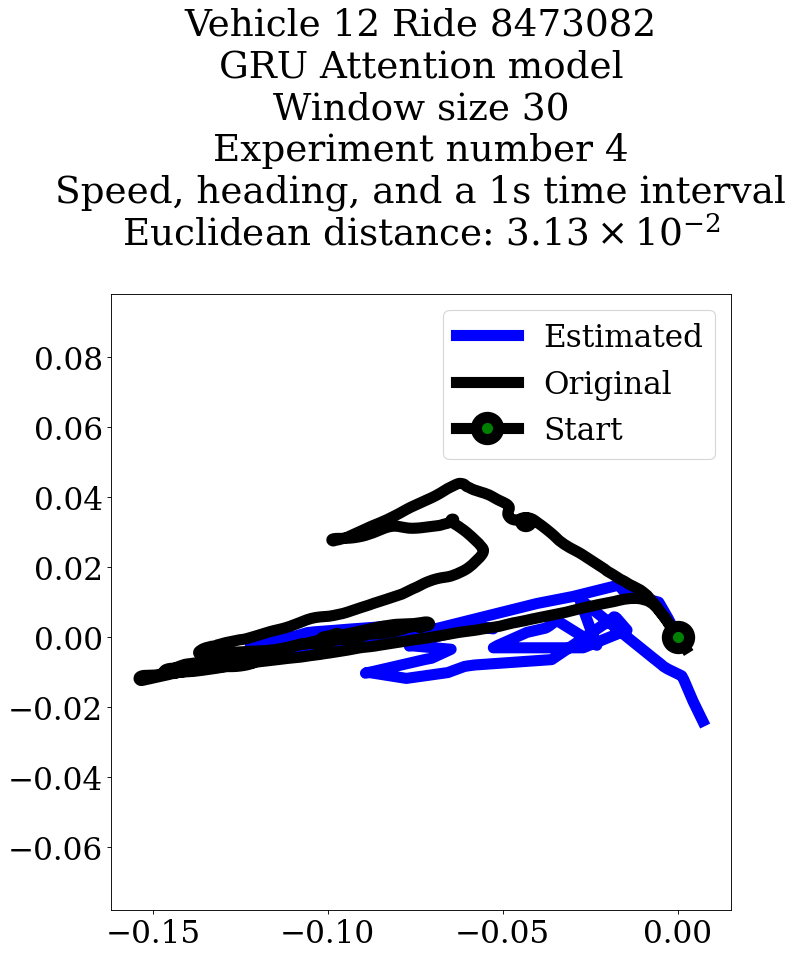 Vehicle 12 Ride 8473082
GRU Attention model
Window size 30
Experiment number 4
Speed, heading, and a 1s time interval
Euclidean distance: 3.13 × 10⁻²
Estimated
Original
Start
0.08
0.06
0.04
0.02
0.00
−0.02
−0.04
−0.06
−0.15 −0.10 −0.05 0.00